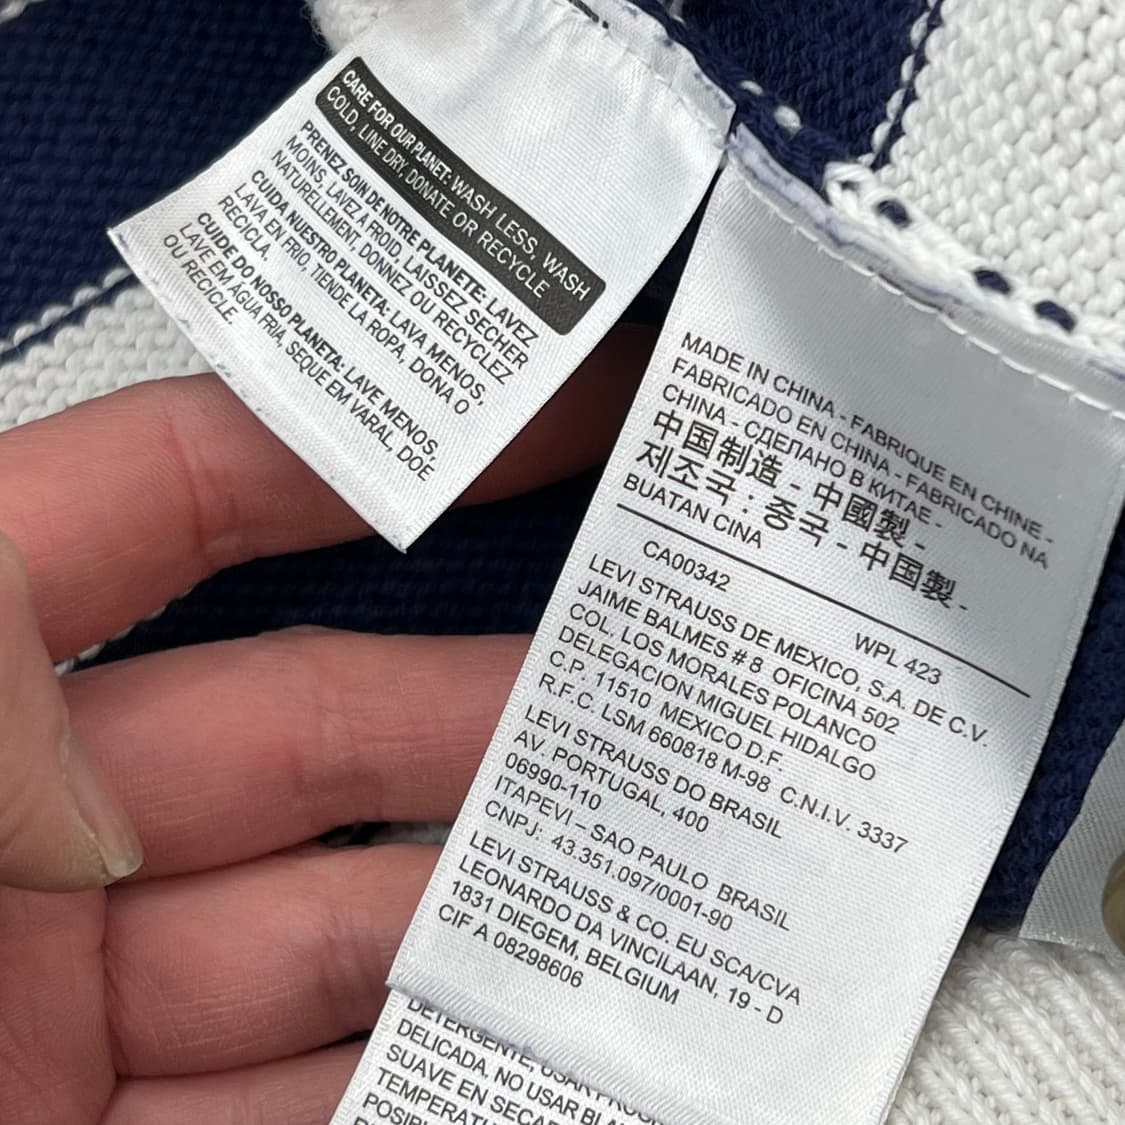 CARE FOR OUR PLANET: WASH LESS, WASH
COLD, LINE DRY, DONATE OR RECYCLE
PRENEZ SOIN DE NOTRE PLANETE: LAVEZ
MOINS, LAVEZ A FROID, LAISSEZ SECHER
NATURELLEMENT, DONNEZ OU RECYCLEZ
CUIDA NUESTRO PLANETA: LAVA MENOS,
LAVA EN FRIO, TIENDE LA ROPA, DONA O
RECICLA.
CUIDE DO NOSSO PLANETA: LAVE MENOS,
LAVE EM AGUA FRIA, SEQUE EM VARAL, DOE
OU RECICLE.
MADE IN CHINA - FABRIQUE EN CHINE -
FABRICADO EN CHINA - FABRICADO NA
CHINA - СДЕЛАНО В КИТАЕ -
中国制造 - 中國製 -
제조국 : 중국 - 中国製 -
BUATAN CINA
CA00342 WPL 423
LEVI STRAUSS DE MEXICO, S.A. DE C.V.
JAIME BALMES # 8 OFICINA 502
COL. LOS MORALES POLANCO
DELEGACION MIGUEL HIDALGO
C.P. 11510 MEXICO D.F.
R.F.C. LSM 660818 M-98 C.N.I.V. 3337
LEVI STRAUSS DO BRASIL
AV. PORTUGAL, 400
06990-110
ITAPEVI – SAO PAULO BRASIL
CNPJ: 43.351.097/0001-90
LEVI STRAUSS & CO. EU SCA/CVA
LEONARDO DA VINCILAAN, 19 - D
1831 DIEGEM, BELGIUM
CIF A 08298606
DETERGENTE,
DELICADA. NO USAR
SUAVE EN